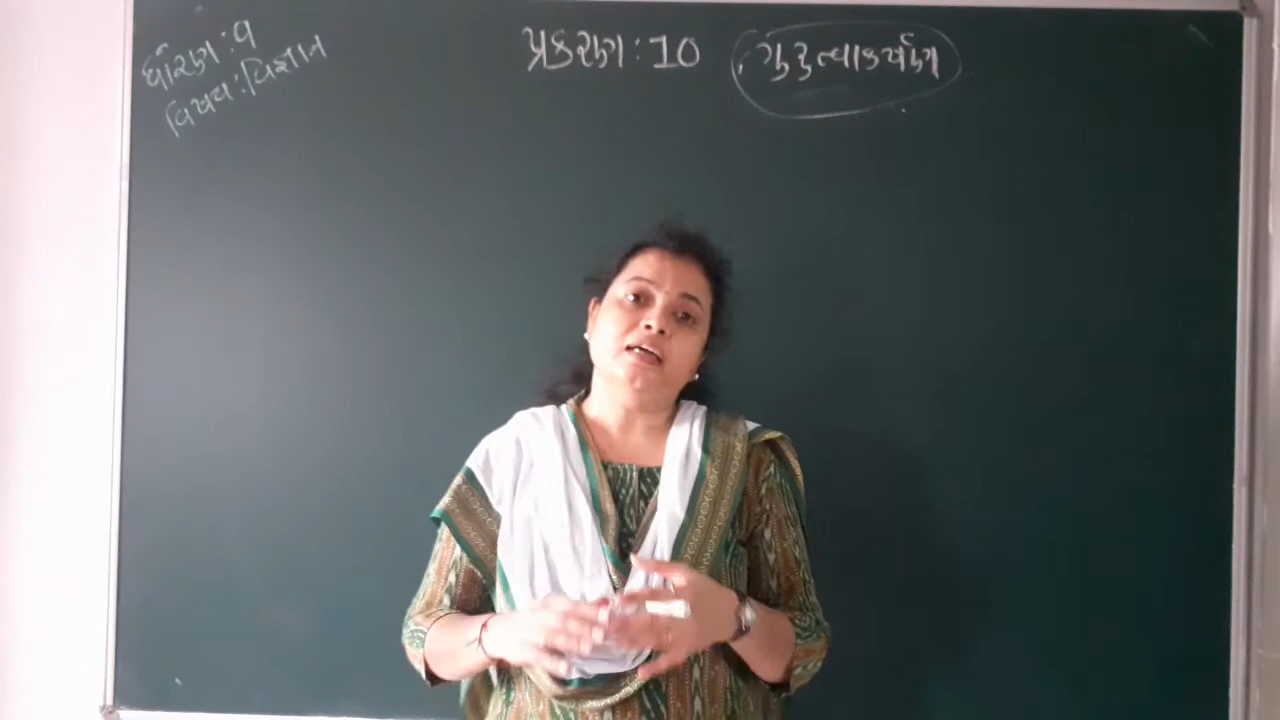 ધોરણ : 9
વિષય : વિજ્ઞાન
પ્રકરણ : 10 ગુરુત્વાકર્ષણ